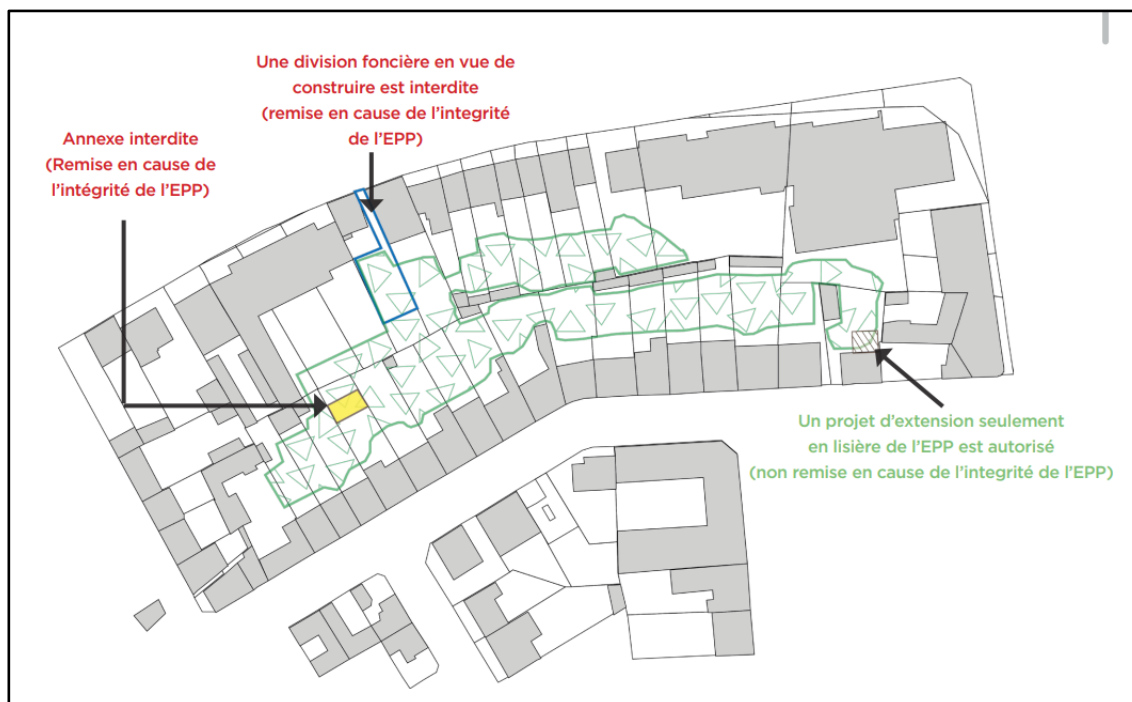 Une division foncière en vue de
construire est interdite
(remise en cause de l'integrité
de l'EPP)
Annexe interdite
(Remise en cause de
l'intégrité de l'EPP)
Un projet d'extension seulement
en lisière de l'EPP est autorisé
(non remise en cause de l'integrité de l'EPP)